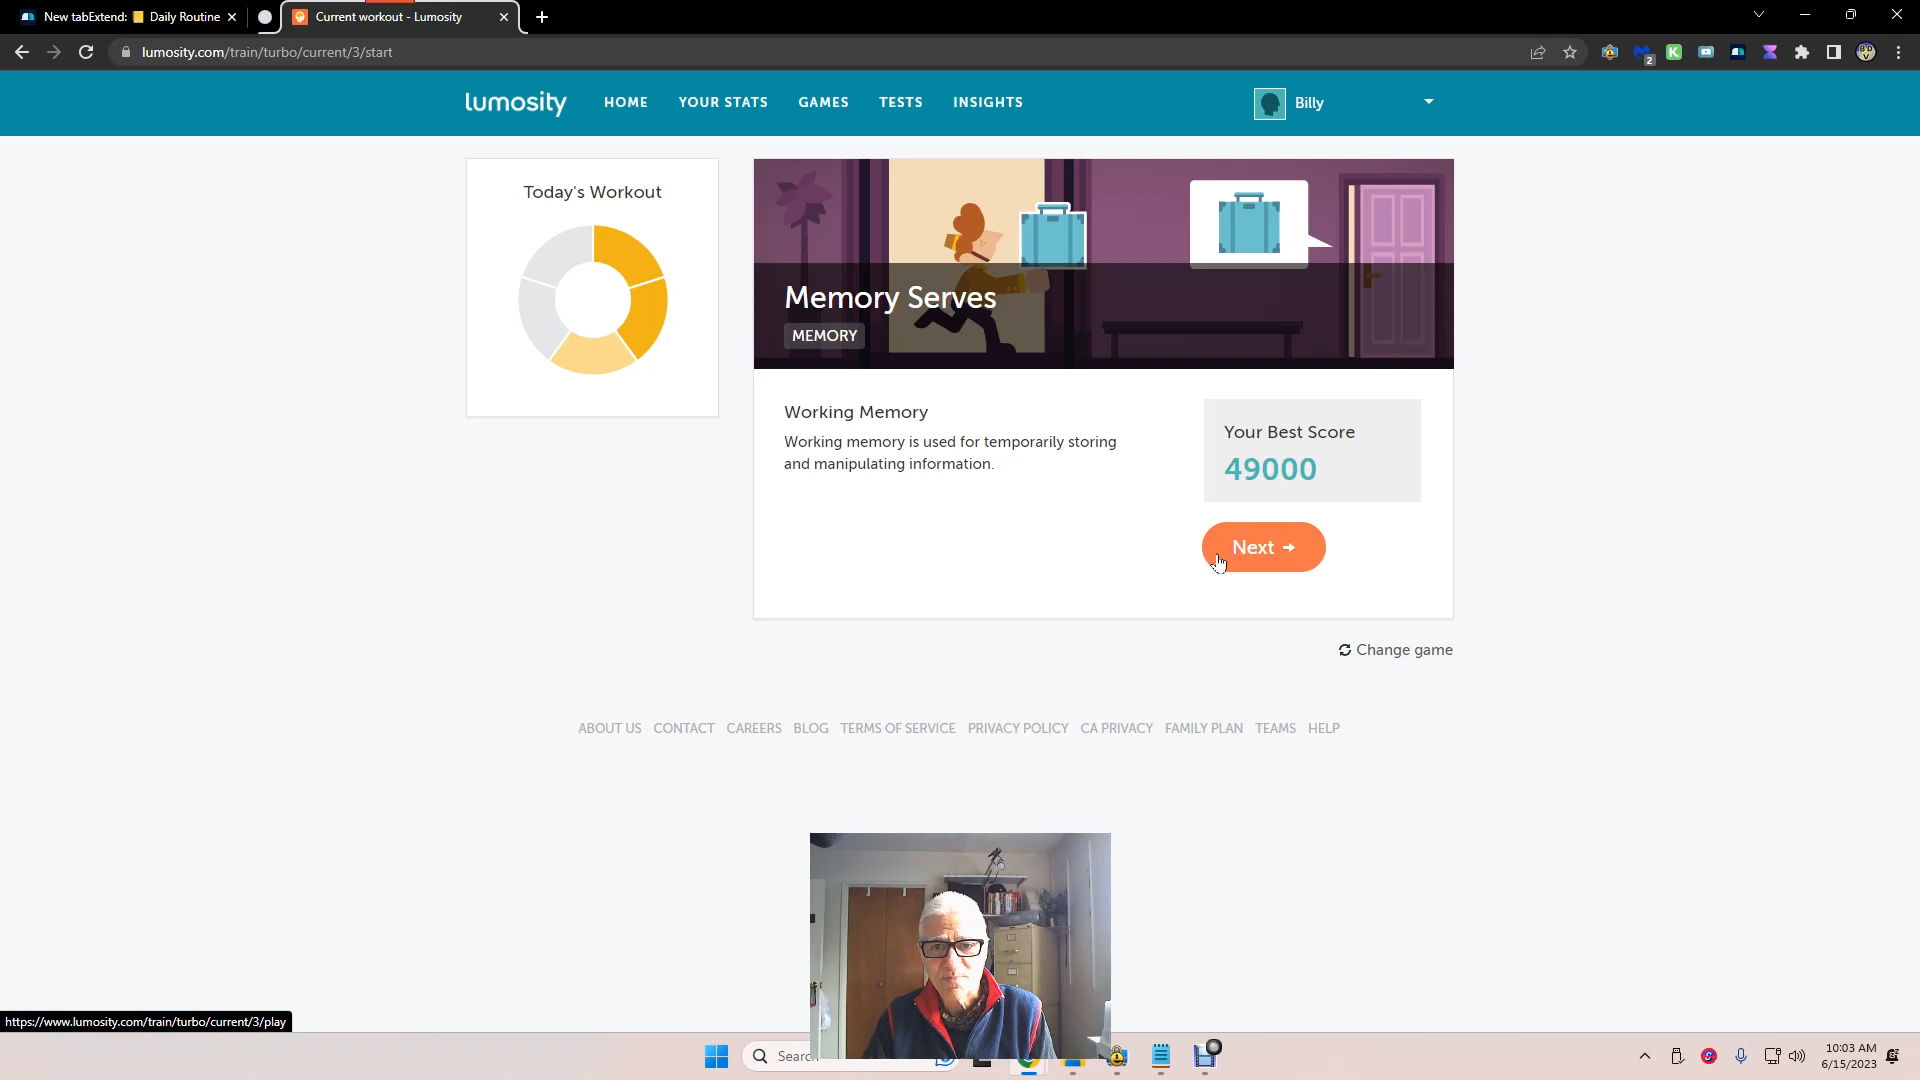 New tabExtend: Daily Routine
Current workout - Lumosity
lumosity.com/train/turbo/current/3/start
2
lumosity
HOME
YOUR STATS
GAMES
TESTS
INSIGHTS
Billy
Today's Workout
Memory Serves
MEMORY
Working Memory
Working memory is used for temporarily storing
and manipulating information.
Your Best Score
49000
Next
Change game
ABOUT US CONTACT CAREERS BLOG TERMS OF SERVICE PRIVACY POLICY CA PRIVACY FAMILY PLAN TEAMS HELP
https://www.lumosity.com/train/turbo/current/3/play
Search
10:03 AM
6/15/2023